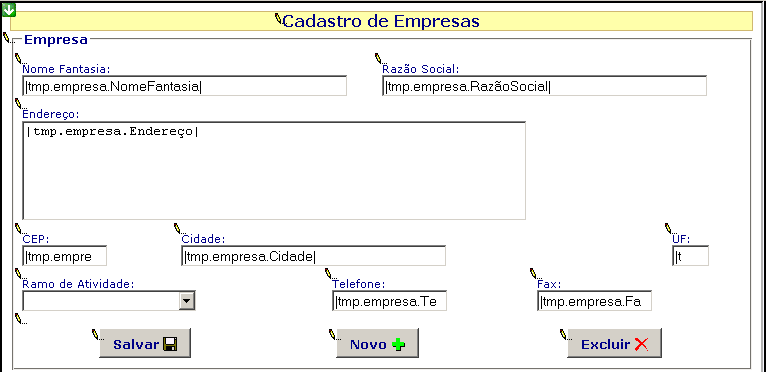 Cadastro de Empresas
Empresa
Nome Fantasia: Razão Social:
|tmp.empresa.NomeFantasia| |tmp.empresa.RazãoSocial|
Endereço:
|tmp.empresa.Endereço|
CEP: Cidade: UF:
|tmp.empre |tmp.empresa.Cidade| |t
Ramo de Atividade: Telefone: Fax:
|tmp.empresa.Te |tmp.empresa.Fa
Salvar Novo Excluir